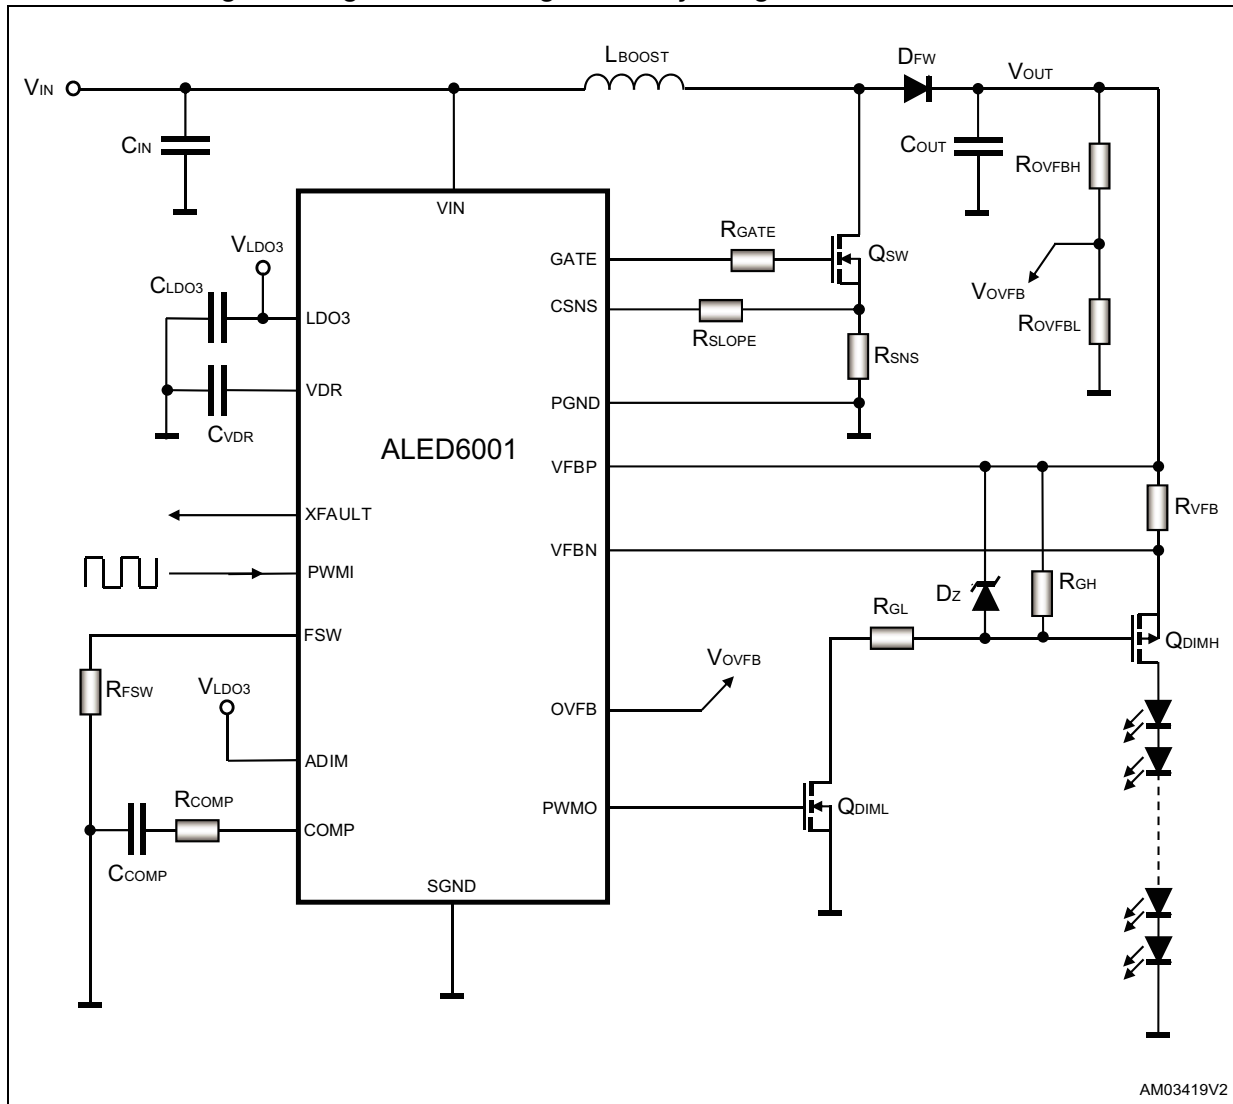 LBOOST
DFW
VIN
VOUT
CIN
COUT
ROVFBH
VIN
VLDO3
RGATE
GATE
QSW
CLDO3
VOVFB
CSNS
LDO3
ROVFBL
RSLOPE
RSNS
VDR
PGND
CVDR
ALED6001
VFBP
RVFB
XFAULT
VFBN
PWMI
RGH
DZ
RGL
FSW
QDIMH
VOVFB
RFSW
VLDO3
OVFB
ADIM
RCOMP
PWMO
QDIML
COMP
CCOMP
SGND
AM03419V2